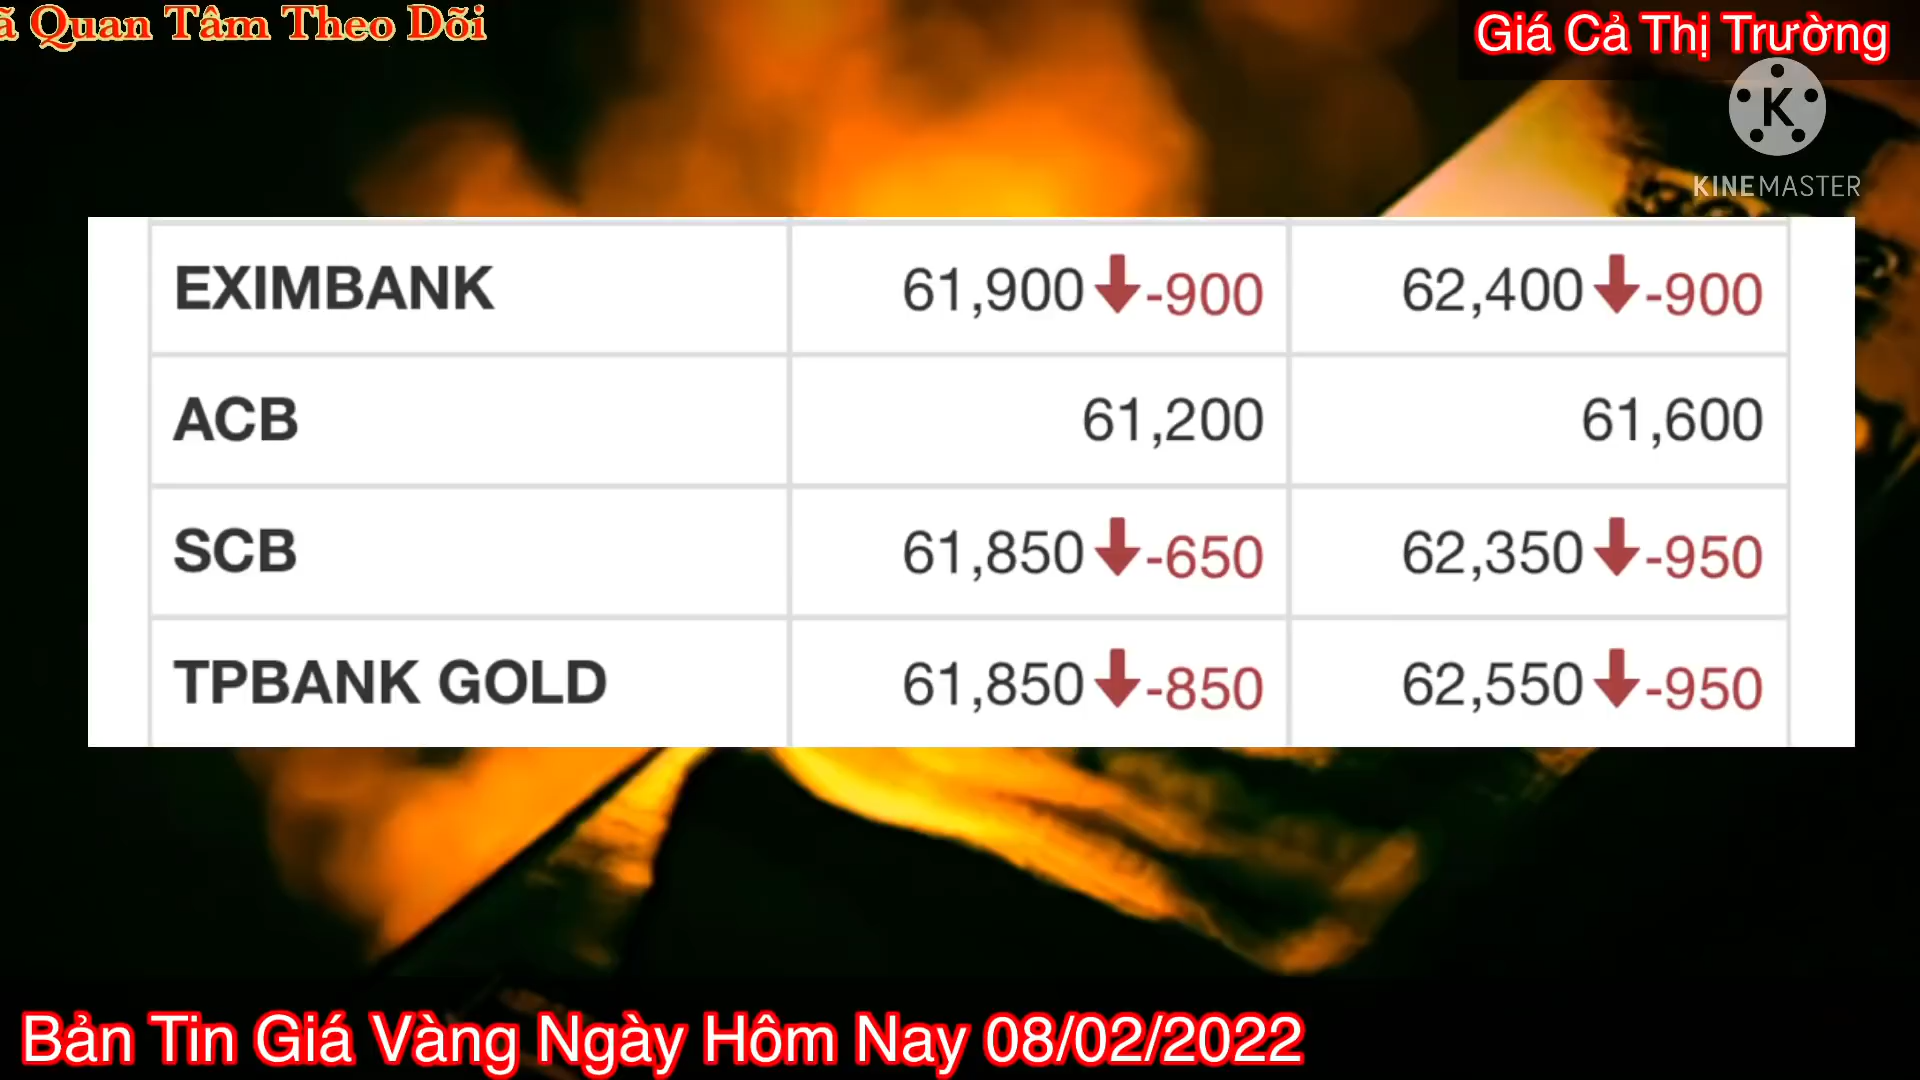 Quan Tâm Theo Dõi
Giá Cả Thị Trường
K
KINEMASTER
EXIMBANK 61,900 -900 62,400 -900
ACB 61,200 61,600
SCB 61,850 -650 62,350 -950
TPBANK GOLD 61,850 -850 62,550 -950
Bản Tin Giá Vàng Ngày Hôm Nay 08/02/2022